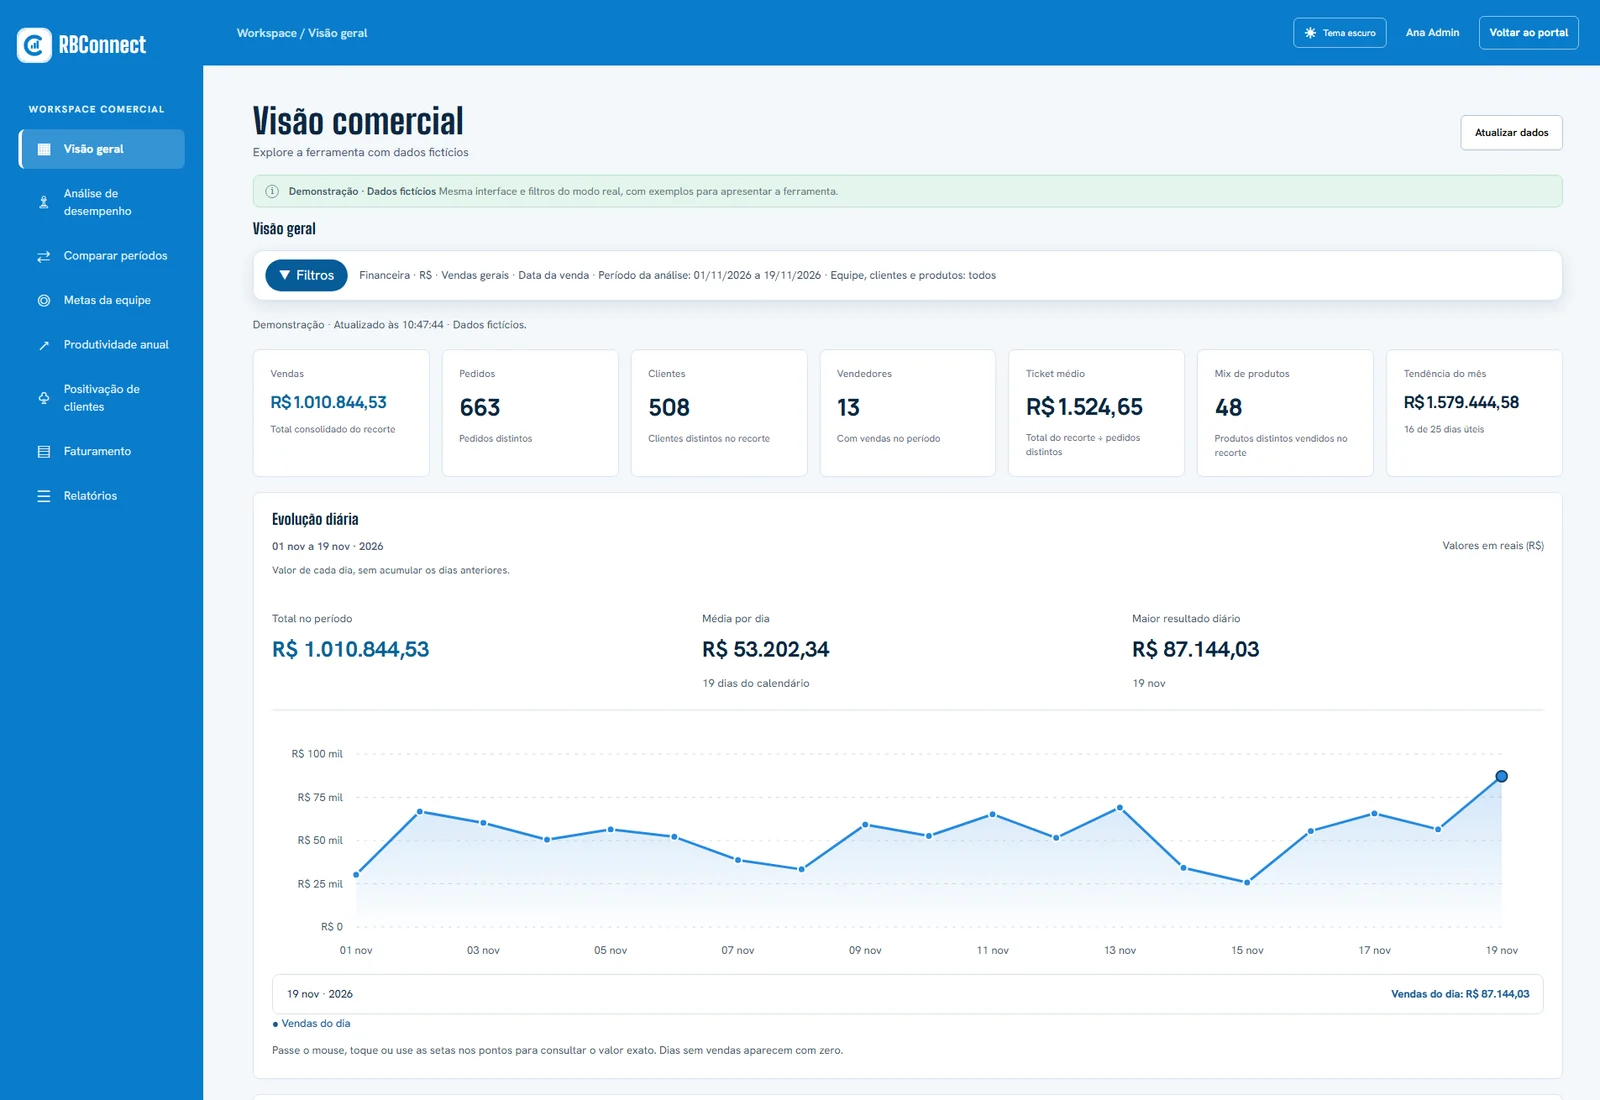 RBConnect
Workspace / Visão geral
Tema escuro
Ana Admin
Voltar ao portal
WORKSPACE COMERCIAL
Visão geral
Análise de
desempenho
Comparar períodos
Metas da equipe
Produtividade anual
Positivação de
clientes
Faturamento
Relatórios
Visão comercial
Explore a ferramenta com dados fictícios
Atualizar dados
Demonstração · Dados fictícios Mesma interface e filtros do modo real, com exemplos para apresentar a ferramenta.
Visão geral
Filtros
Financeira · R$ · Vendas gerais · Data da venda · Período da análise: 01/11/2026 a 19/11/2026 · Equipe, clientes e produtos: todos
Demonstração · Atualizado às 10:47:44 · Dados fictícios.
Vendas
R$ 1.010.844,53
Total consolidado do recorte
Pedidos
663
Pedidos distintos
Clientes
508
Clientes distintos no recorte
Vendedores
13
Com vendas no período
Ticket médio
R$ 1.524,65
Total do recorte ÷ pedidos
distintos
Mix de produtos
48
Produtos distintos vendidos no
recorte
Tendência do mês
R$ 1.579.444,58
16 de 25 dias úteis
Evolução diária
01 nov a 19 nov · 2026
Valores em reais (R$)
Valor de cada dia, sem acumular os dias anteriores.
Total no período
R$ 1.010.844,53
Média por dia
R$ 53.202,34
19 dias do calendário
Maior resultado diário
R$ 87.144,03
19 nov
R$ 100 mil
R$ 75 mil
R$ 50 mil
R$ 25 mil
R$ 0
01 nov
03 nov
05 nov
07 nov
09 nov
11 nov
13 nov
15 nov
17 nov
19 nov
19 nov · 2026
Vendas do dia: R$ 87.144,03
Vendas do dia
Passe o mouse, toque ou use as setas nos pontos para consultar o valor exato. Dias sem vendas aparecem com zero.